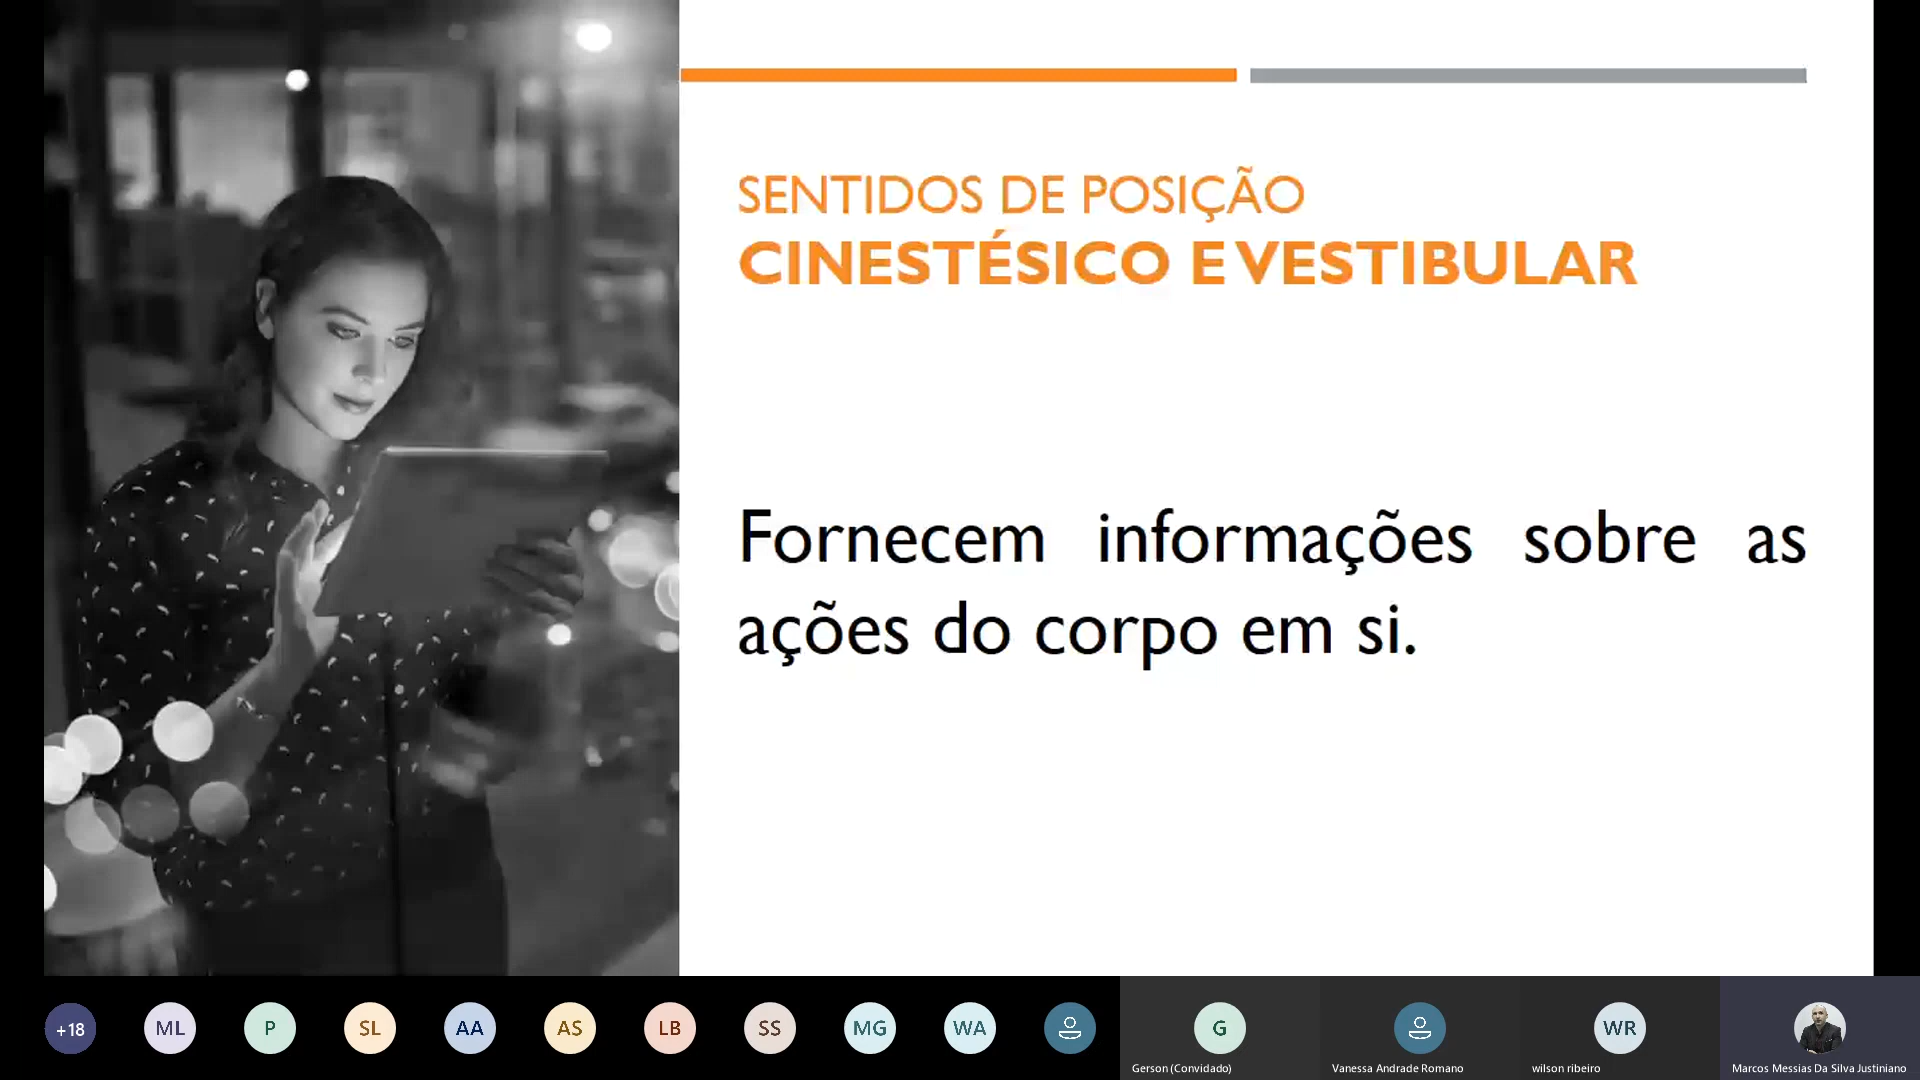 SENTIDOS DE POSIÇÃO
CINESTÉSICO E VESTIBULAR
Fornecem informações sobre as
ações do corpo em si.
+18
ML
P
SL
AA
AS
LB
SS
MG
WA
G
WR
Gerson (Convidado)
Vanessa Andrade Romano
wilson ribeiro
Marcos Messias Da Silva Justiniano